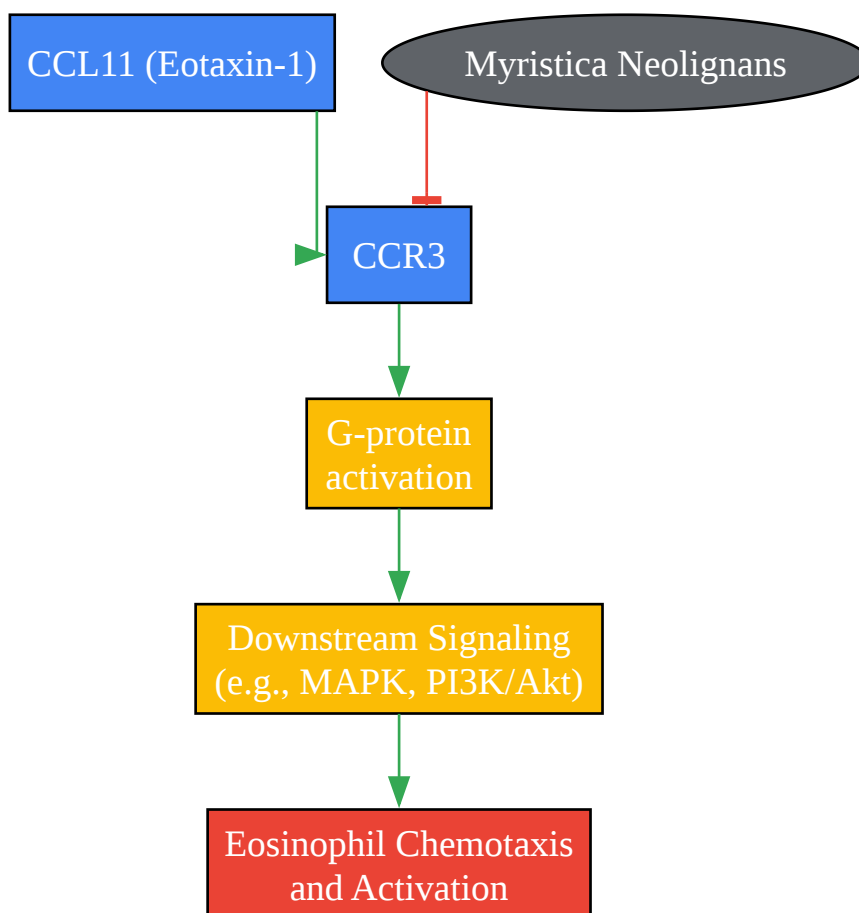 CCL11 (Eotaxin-1)
Myristica Neolignans
CCR3
G-protein
activation
Downstream Signaling
(e.g., MAPK, PI3K/Akt)
Eosinophil Chemotaxis
and Activation